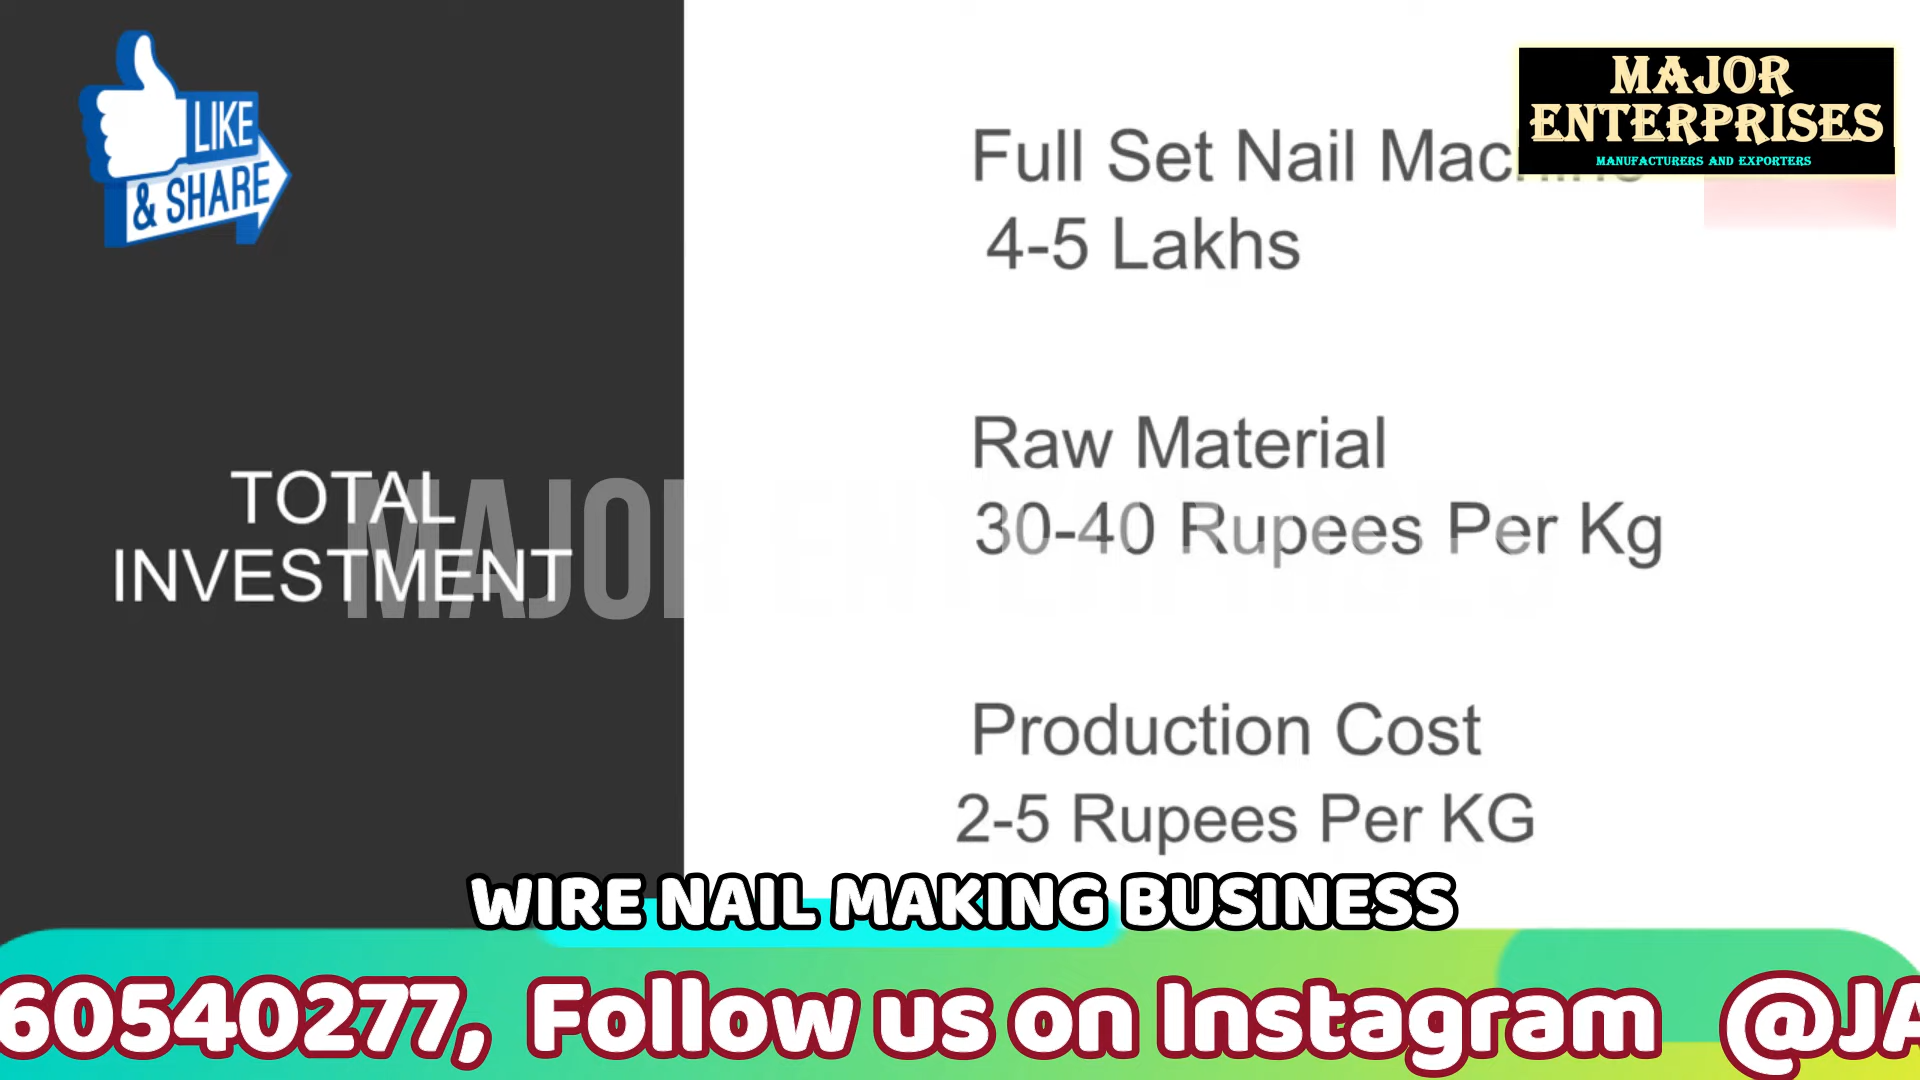 LIKE
& SHARE
MAJOR
ENTERPRISES
MANUFACTURERS AND EXPORTERS
Full Set Nail
4-5 Lakhs
Raw Material
30-40 Rupees Per Kg
TOTAL
INVESTMENT
MAJOR
Production Cost
2-5 Rupees Per KG
WIRE NAIL MAKING BUSINESS
60540277, Follow us on Instagram @JA